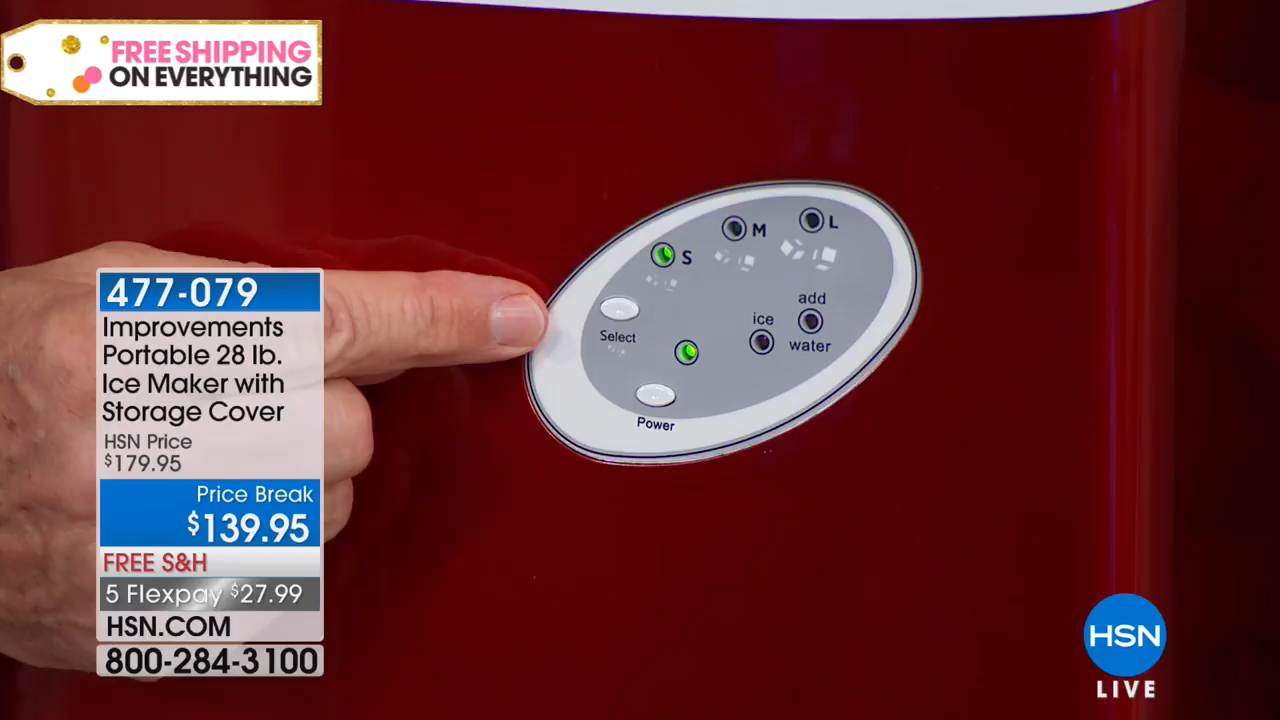 FREE SHIPPING
ON EVERYTHING
477-079
Improvements
Portable 28 lb.
Ice Maker with
Storage Cover
HSN Price
$179.95
Price Break
$139.95
FREE S&H
5 Flexpay $27.99
HSN.COM
800-284-3100
S
M
L
Select
ice
add
water
Power
HSN
LIVE